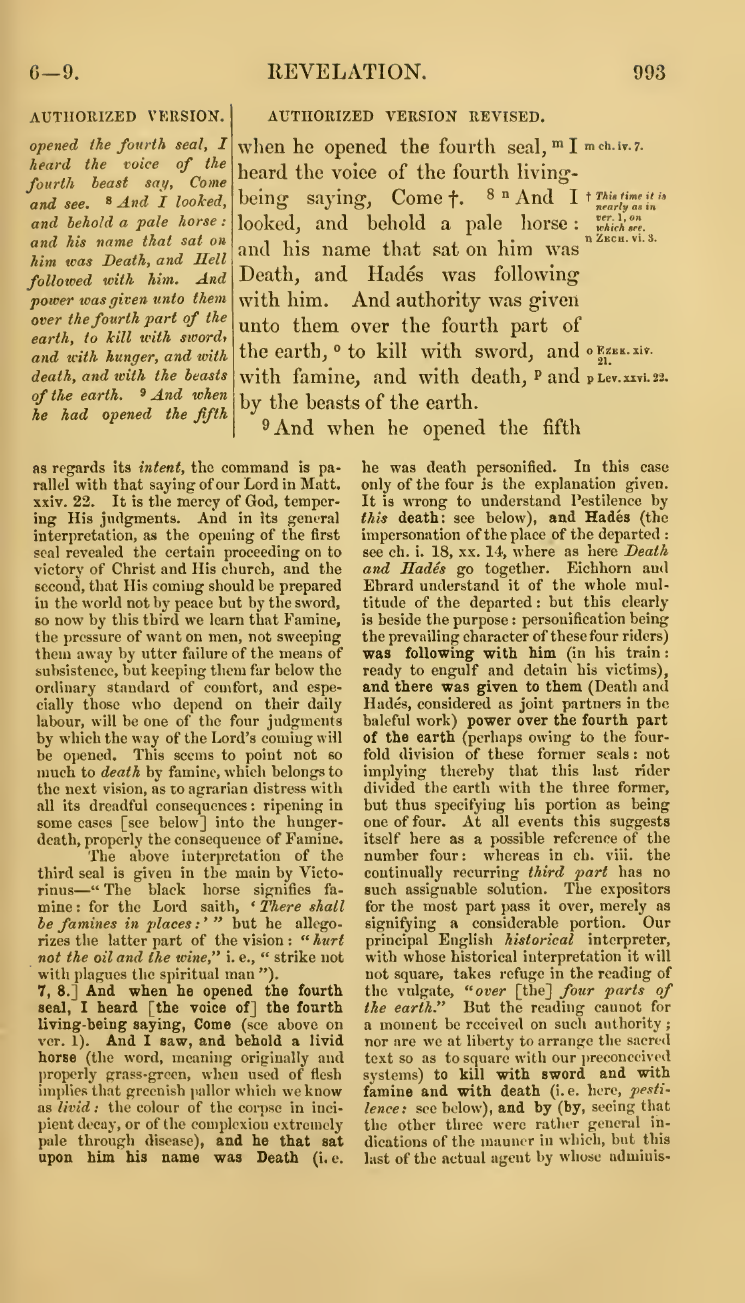 6—9.
REVELATION.
993
AUTHORIZED VERSION.
opened the fourth seal, I
heard the voice of the
fourth beast say, Come
and see. 8 And I looked,
and behold a pale horse :
and his name that sat on
him was Death, and Hell
followed with him. And
power was given unto them
over the fourth part of the
earth, to kill with sword,
and with hunger, and with
death, and with the beasts
of the earth. 9 And when
he had opened the fifth
AUTHORIZED VERSION REVISED.
when he opened the fourth seal, m I
heard the voice of the fourth living-
being saying, Come †. 8 n And I
looked, and behold a pale horse :
and his name that sat on him was
Death, and Hadés was following
with him. And authority was given
unto them over the fourth part of
the earth, o to kill with sword, and
with famine, and with death, p and
by the beasts of the earth.
9 And when he opened the fifth
m ch. iv. 7.
† This time it is
nearly as in
ver. 1, on
which see.
n ZECH. vi. 3.
o EZEK. xiv.
21.
p Lev. xxvi. 22.
as regards its intent, the command is pa-
rallel with that saying of our Lord in Matt.
xxiv. 22. It is the mercy of God, temper-
ing His judgments. And in its general
interpretation, as the opening of the first
seal revealed the certain proceeding on to
victory of Christ and His church, and the
second, that His coming should be prepared
in the world not by peace but by the sword,
so now by this third we learn that Famine,
the pressure of want on men, not sweeping
them away by utter failure of the means of
subsistence, but keeping them far below the
ordinary standard of comfort, and espe-
cially those who depend on their daily
labour, will be one of the four judgments
by which the way of the Lord's coming will
be opened. This seems to point not so
much to death by famine, which belongs to
the next vision, as to agrarian distress with
all its dreadful consequences : ripening in
some cases [see below] into the hunger-
death, properly the consequence of Famine.
The above interpretation of the
third seal is given in the main by Victo-
rinus—“ The black horse signifies fa-
mine : for the Lord saith, ‘ There shall
be famines in places :’ ” but he allego-
rizes the latter part of the vision : “ hurt
not the oil and the wine,” i. e., “ strike not
with plagues the spiritual man ”).
7, 8.] And when he opened the fourth
seal, I heard [the voice of] the fourth
living-being saying, Come (see above on
ver. 1). And I saw, and behold a livid
horse (the word, meaning originally and
properly grass-green, when used of flesh
implies that greenish pallor which we know
as livid : the colour of the corpse in inci-
pient decay, or of the complexion extremely
pale through disease), and he that sat
upon him his name was Death (i. e.
he was death personified. In this case
only of the four is the explanation given.
It is wrong to understand Pestilence by
this death : see below), and Hadés (the
impersonation of the place of the departed :
see ch. i. 18, xx. 14, where as here Death
and Hadés go together. Eichhorn and
Ebrard understand it of the whole mul-
titude of the departed : but this clearly
is beside the purpose : personification being
the prevailing character of these four riders)
was following with him (in his train :
ready to engulf and detain his victims),
and there was given to them (Death and
Hadés, considered as joint partners in the
baleful work) power over the fourth part
of the earth (perhaps owing to the four-
fold division of these former seals : not
implying thereby that this last rider
divided the earth with the three former,
but thus specifying his portion as being
one of four. At all events this suggests
itself here as a possible reference of the
number four : whereas in ch. viii. the
continually recurring third part has no
such assignable solution. The expositors
for the most part pass it over, merely as
signifying a considerable portion. Our
principal English historical interpreter,
with whose historical interpretation it will
not square, takes refuge in the reading of
the vulgate, “over [the] four parts of
the earth.” But the reading cannot for
a moment be received on such authority ;
nor are we at liberty to arrange the sacred
text so as to square with our preconceived
systems) to kill with sword and with
famine and with death (i. e. here, pesti-
lence : see below), and by (by, seeing that
the other three were rather general in-
dications of the manner in which, but this
last of the actual agent by whose adminis-